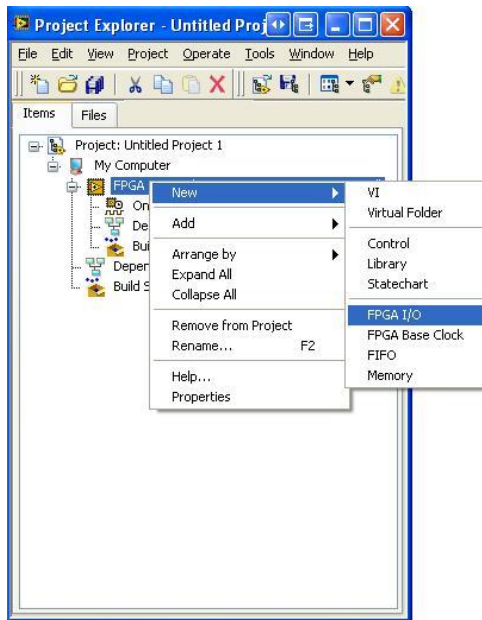 Project Explorer - Untitled Proj
File Edit View Project Operate Tools Window Help
Items Files
Project: Untitled Project 1
My Computer
FPGA
On
De
Bui
Depen
Build S
New
Add
Arrange by
Expand All
Collapse All
Remove from Project
Rename... F2
Help...
Properties
VI
Virtual Folder
Control
Library
Statechart
FPGA I/O
FPGA Base Clock
FIFO
Memory